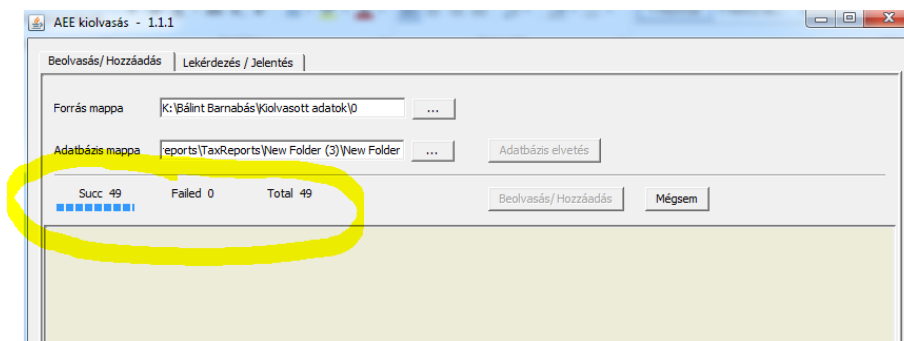 AEE kiolvasás - 1.1.1
Beolvasás/Hozzáadás Lekérdezés / Jelentés
Forrás mappa K:\Bálint Barnabás\Kiolvasott adatok\0 ...
Adatbázis mappa reports\TaxReports\New Folder (3)\New Folder ... Adatbázis elvetés
Succ 49 Failed 0 Total 49 Beolvasás/Hozzáadás Mégsem